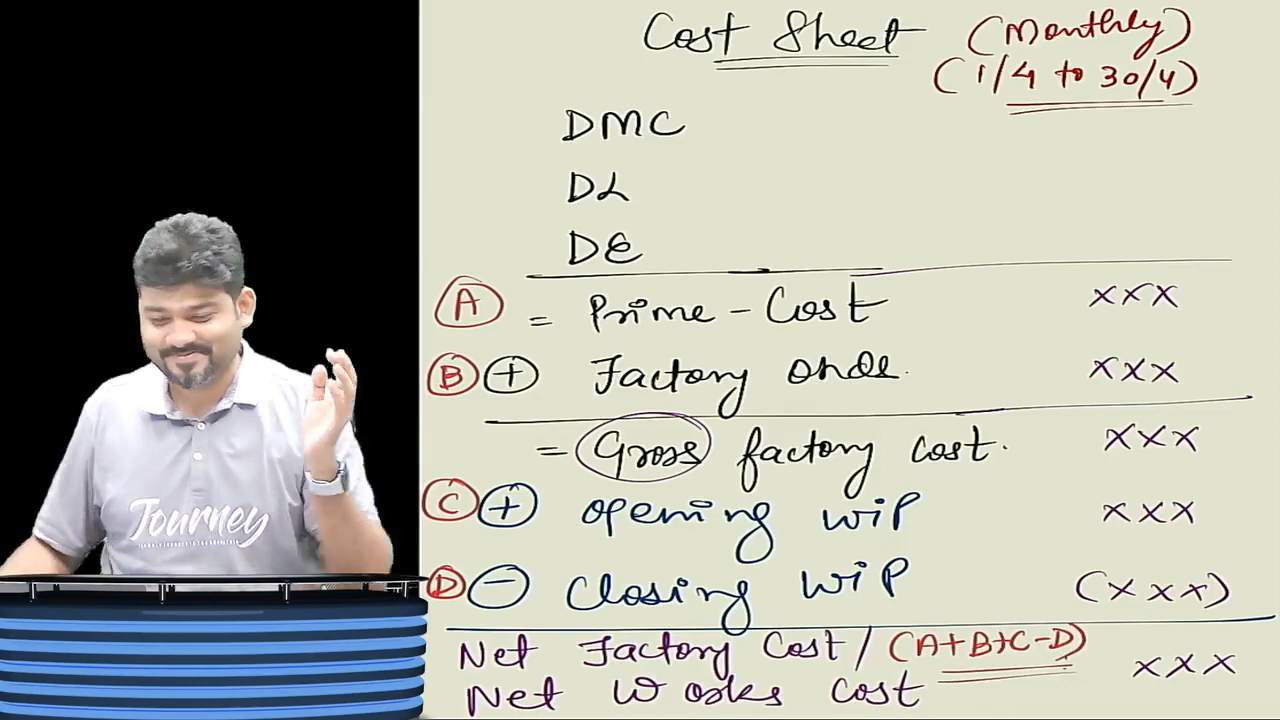 Cost Sheet (Monthly)
(1/4 to 30/4)
DMC
DL
DE
A = Prime - Cost xxx
B + Factory ohds. xxx
= Gross factory cost. xxx
C + opening WIP xxx
D - Closing WIP (xxx)
Net Factory Cost / (A+B+C-D) xxx
Net Works Cost
Journey